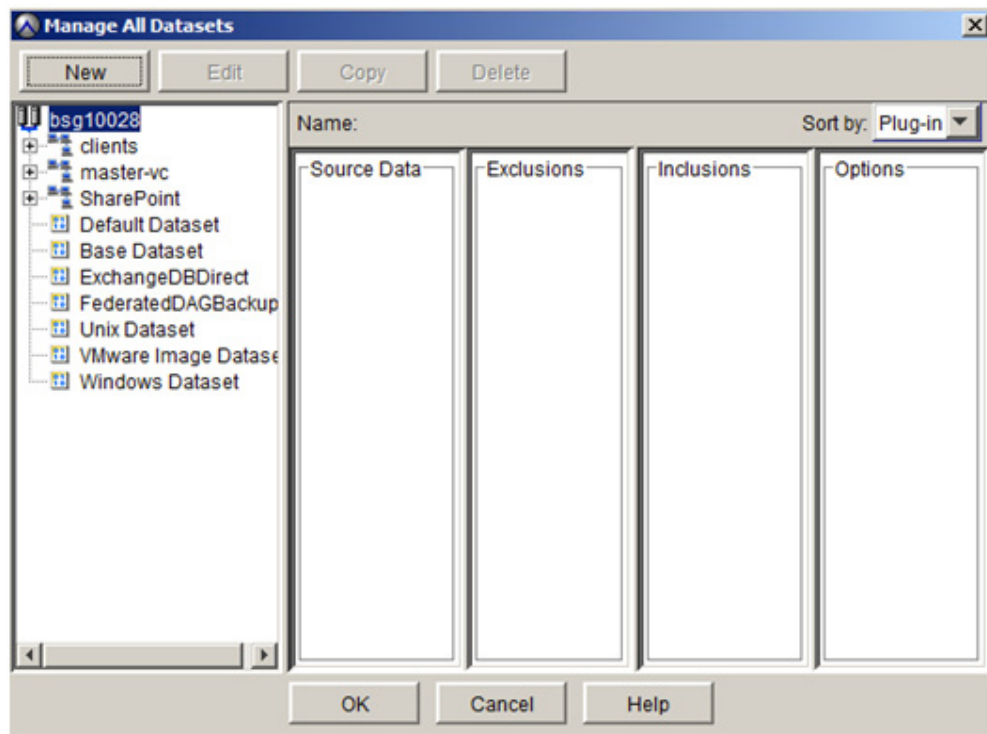 Manage All Datasets
New Edit Copy Delete
bsg10028
clients
master-vc
SharePoint
Default Dataset
Base Dataset
ExchangeDBDirect
FederatedDAGBackup
Unix Dataset
VMware Image Datase
Windows Dataset
Name: Sort by: Plug-in
Source Data Exclusions Inclusions Options
OK Cancel Help